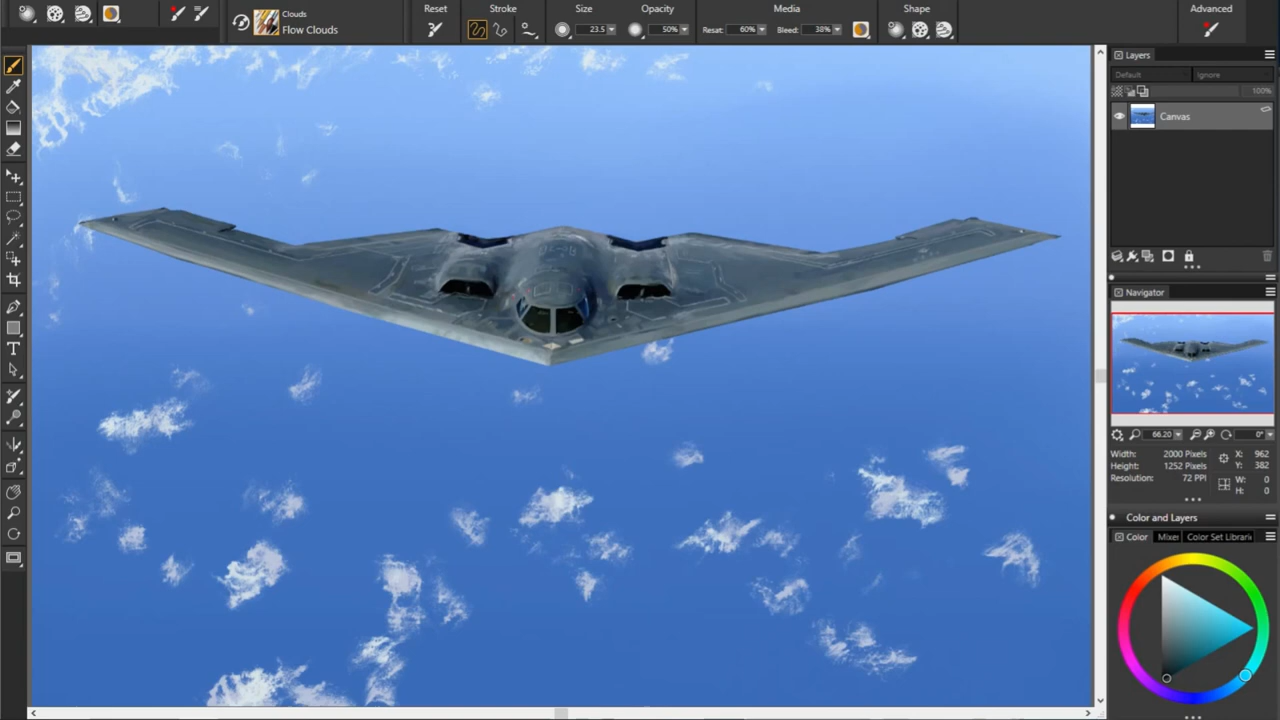 Clouds
Flow Clouds
Reset
Stroke
Size
23.5
Opacity
50%
Media
Reset: 60% Bleed: 38%
Shape
Advanced
Layers
Default Ignore
100%
Canvas
Navigator
66.20 0°
Width: 2000 Pixels X: 962
Height: 1252 Pixels Y: 382
Resolution: 72 PPI W: 0
H: 0
Color and Layers
Color Mixer Color Set Librari